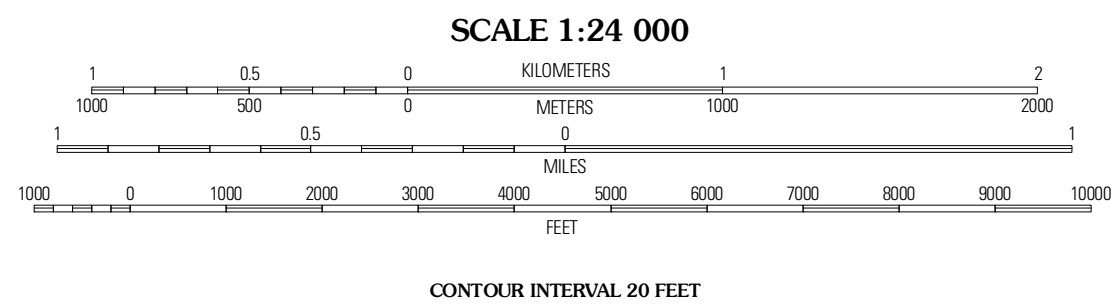 SCALE 1:24 000
1 0.5 0 KILOMETERS 1 2
1000 500 0 METERS 1000 2000
1 0.5 0 1
MILES
1000 0 1000 2000 3000 4000 5000 6000 7000 8000 9000 10000
FEET
CONTOUR INTERVAL 20 FEET